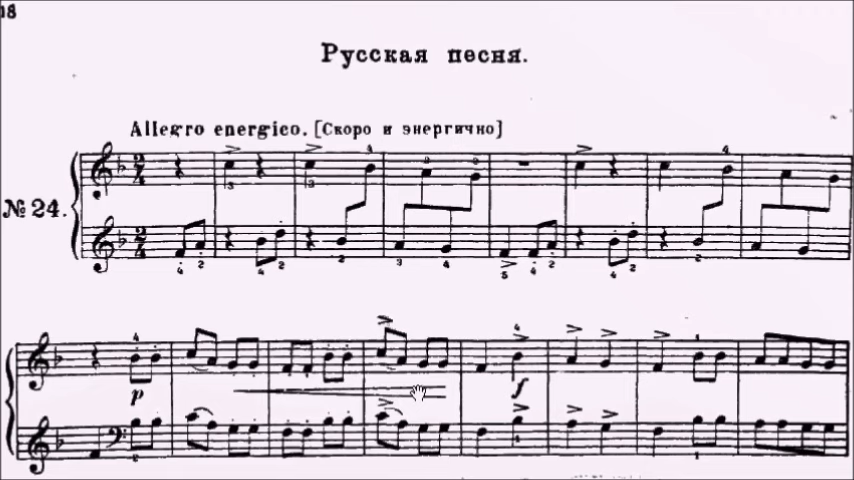 18
Русская песня.
Allegro energico. [Скоро и энергично]
№ 24.
p
f